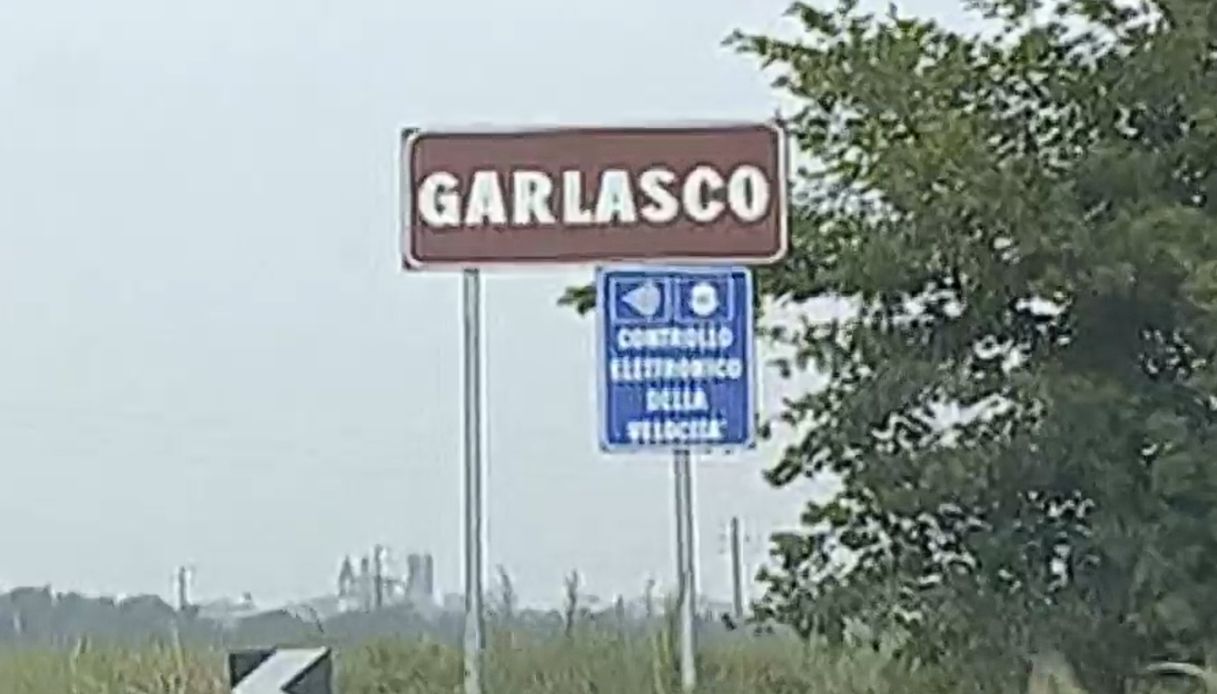 GARLASCO
CONTROLLO
ELETTRONICO
DELLA
VELOCITA'